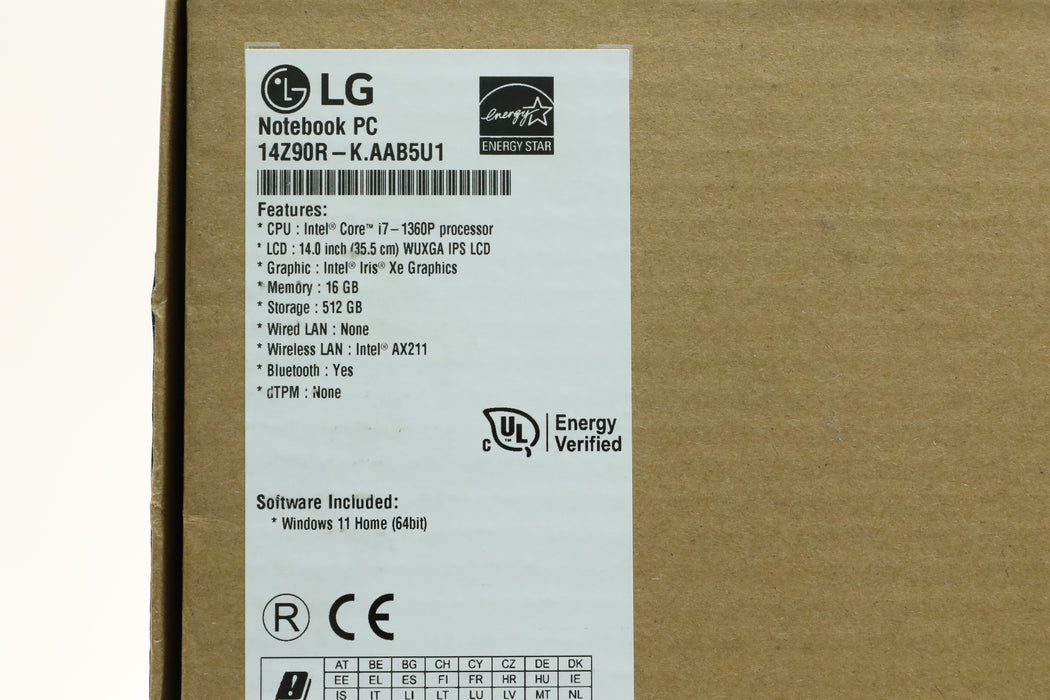 LG
energy
ENERGY STAR
Notebook PC
14Z90R–K.AAB5U1
Features:
* CPU : Intel® Core™ i7–1360P processor
* LCD : 14.0 inch (35.5 cm) WUXGA IPS LCD
* Graphic : Intel® Iris® Xe Graphics
* Memory : 16 GB
* Storage : 512 GB
* Wired LAN : None
* Wireless LAN : Intel® AX211
* Bluetooth : Yes
* dTPM : None
C UL™ Energy
Verified
Software Included:
* Windows 11 Home (64bit)
R CE
AT BE BG CH CY CZ DE DK
EE EL ES FI FR HR HU IE
IS IT LI LT LU LV MT NL